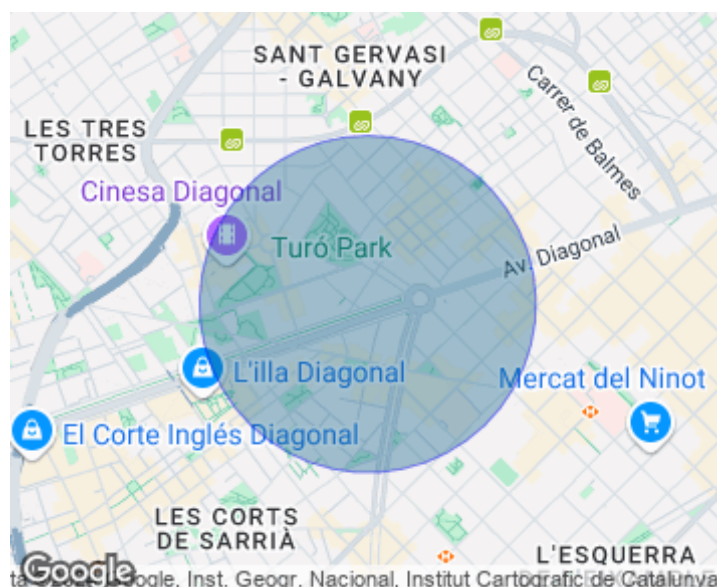 SANT GERVASI
- GALVANY
Carrer de Balmes
LES TRES
TORRES
Cinesa Diagonal
Turó Park
Av. Diagonal
L'illa Diagonal
Mercat del Ninot
El Corte Inglés Diagonal
LES CORTS
DE SARRIÀ
L'ESQUERRA
Google
Google, Inst. Geogr. Nacional, Institut Cartogràfic de Catalunya